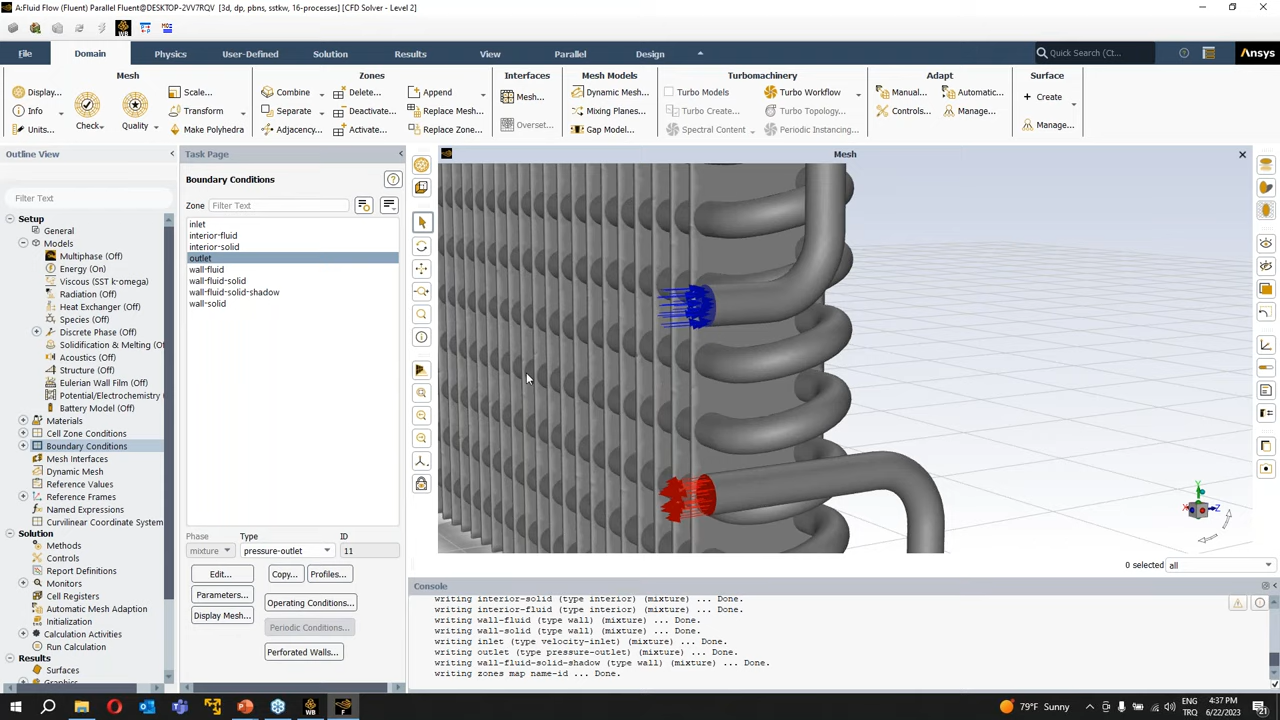 A:Fluid Flow (Fluent) Parallel Fluent@DESKTOP-2VV7RQV [3d, dp, pbns, sstkw, 16-processes] [CFD Solver - Level 2]
File
Domain
Physics
User-Defined
Solution
Results
View
Parallel
Design
Quick Search (Ct...
Ansys
Mesh
Zones
Interfaces
Mesh Models
Turbomachinery
Adapt
Surface
Display...
Scale...
Combine
Delete...
Append
Mesh...
Dynamic Mesh...
Turbo Models
Turbo Workflow
Manual...
Automatic...
Create
Info
Check
Quality
Transform
Separate
Deactivate...
Replace Mesh...
Mixing Planes...
Turbo Create...
Turbo Topology...
Controls...
Manage...
Units...
Make Polyhedra
Adjacency...
Activate...
Replace Zone...
Overset...
Gap Model...
Spectral Content
Periodic Instancing...
Manage...
Outline View
Task Page
Mesh
Filter Text
Setup
General
Models
Multiphase (Off)
Energy (On)
Viscous (SST k-omega)
Radiation (Off)
Heat Exchanger (Off)
Species (Off)
Discrete Phase (Off)
Solidification & Melting (Off)
Acoustics (Off)
Structure (Off)
Eulerian Wall Film (Off)
Potential/Electrochemistry
Battery Model (Off)
Materials
Cell Zone Conditions
Boundary Conditions
Mesh Interfaces
Dynamic Mesh
Reference Values
Reference Frames
Named Expressions
Curvilinear Coordinate System
Solution
Methods
Controls
Report Definitions
Monitors
Cell Registers
Automatic Mesh Adaption
Initialization
Calculation Activities
Run Calculation
Results
Surfaces
Graphics
Boundary Conditions
Zone
Filter Text
inlet
interior-fluid
interior-solid
outlet
wall-fluid
wall-fluid-solid
wall-fluid-solid-shadow
wall-solid
Phase
Type
ID
mixture
pressure-outlet
11
Edit...
Copy...
Profiles...
Parameters...
Operating Conditions...
Display Mesh...
Periodic Conditions...
Perforated Walls...
Y
X
Z
0 selected
all
Console
writing interior-solid (type interior) (mixture) ... Done.
writing interior-fluid (type interior) (mixture) ... Done.
writing wall-fluid (type wall) (mixture) ... Done.
writing wall-solid (type wall) (mixture) ... Done.
writing inlet (type velocity-inlet) (mixture) ... Done.
writing outlet (type pressure-outlet) (mixture) ... Done.
writing wall-fluid-solid-shadow (type wall) (mixture) ... Done.
writing zones map name-id ... Done.
79°F Sunny
ENG
TRQ
4:37 PM
6/22/2023
21